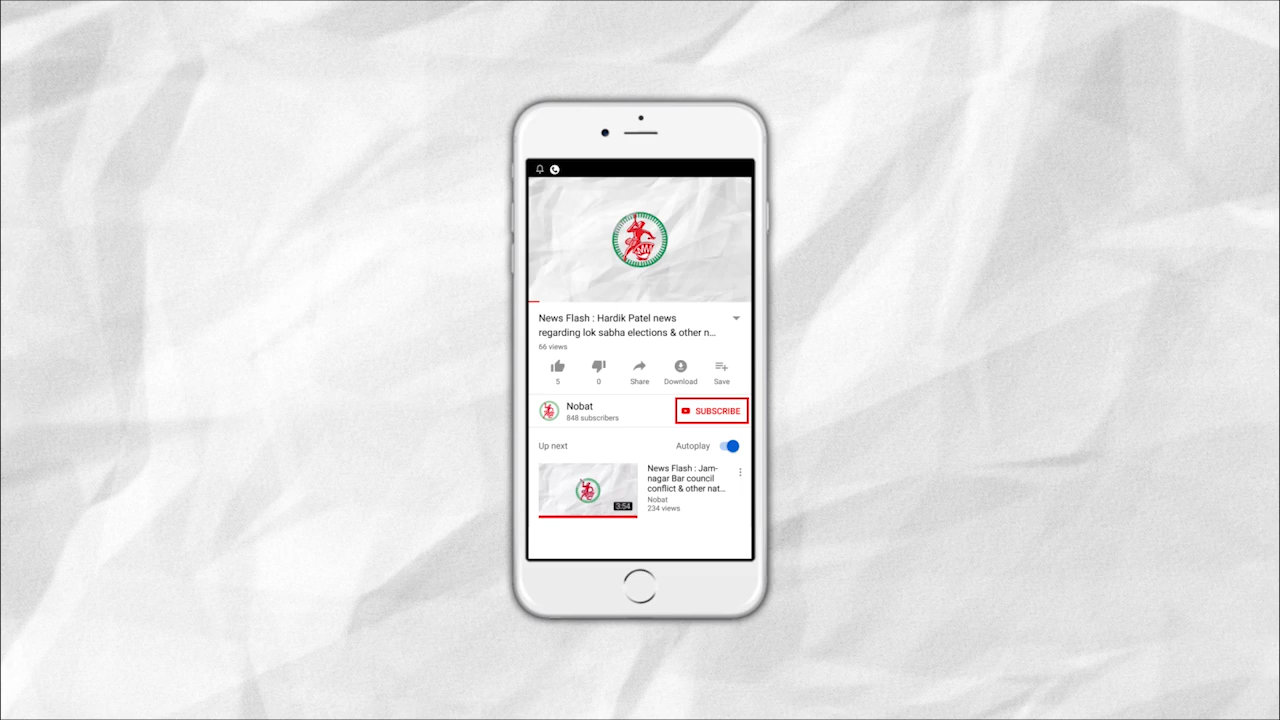 News Flash : Hardik Patel news
regarding lok sabha elections & other n...
66 views
5
0
Share
Download
Save
Nobat
848 subscribers
SUBSCRIBE
Up next
Autoplay
3:54
News Flash : Jam-
nagar Bar council
conflict & other nat...
Nobat
234 views